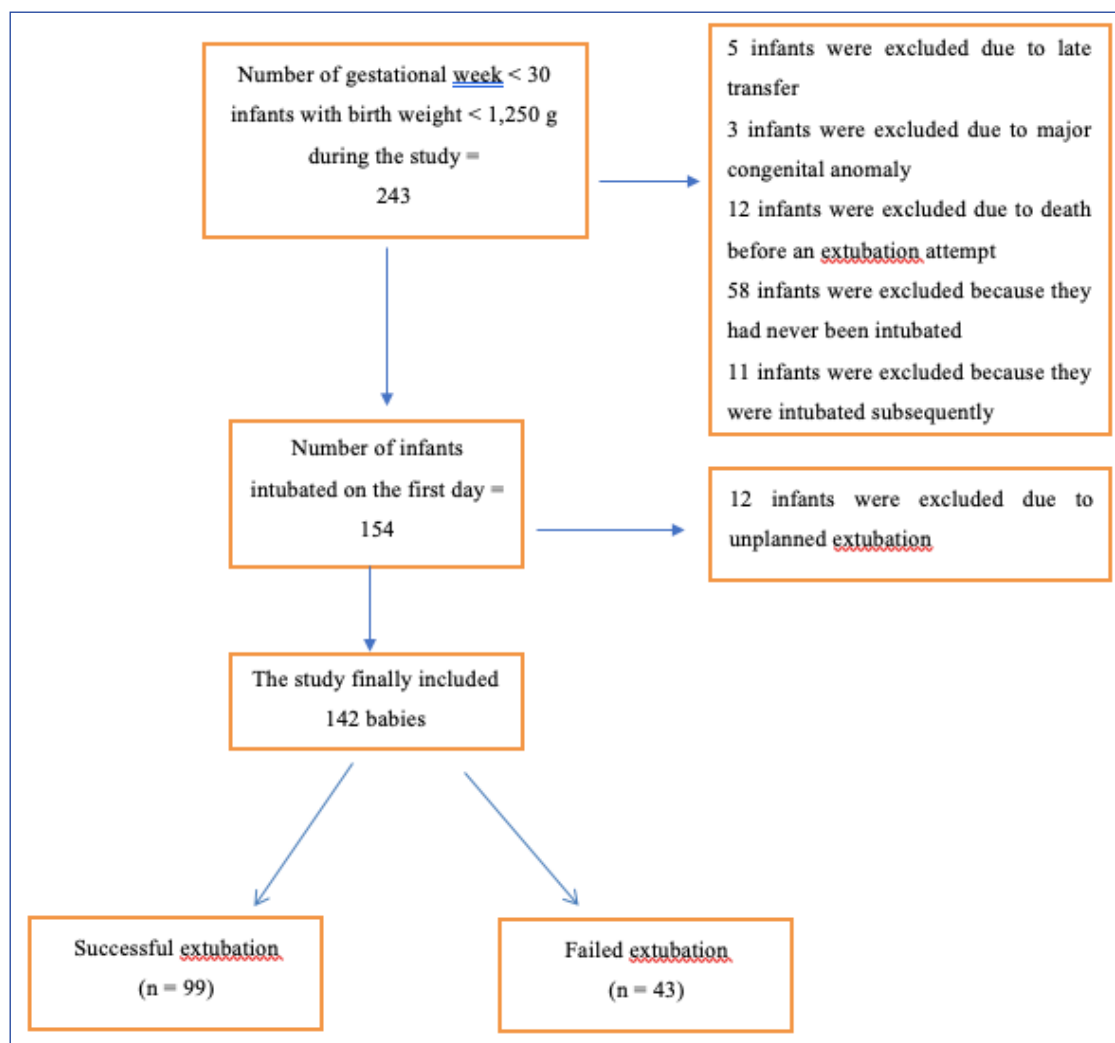 Number of gestational week < 30
infants with birth weight < 1,250 g
during the study =
243
5 infants were excluded due to late
transfer
3 infants were excluded due to major
congenital anomaly
12 infants were excluded due to death
before an extubation attempt
58 infants were excluded because they
had never been intubated
11 infants were excluded because they
were intubated subsequently
Number of infants
intubated on the first day =
154
12 infants were excluded due to
unplanned extubation
The study finally included
142 babies
Successful extubation
(n = 99)
Failed extubation
(n = 43)